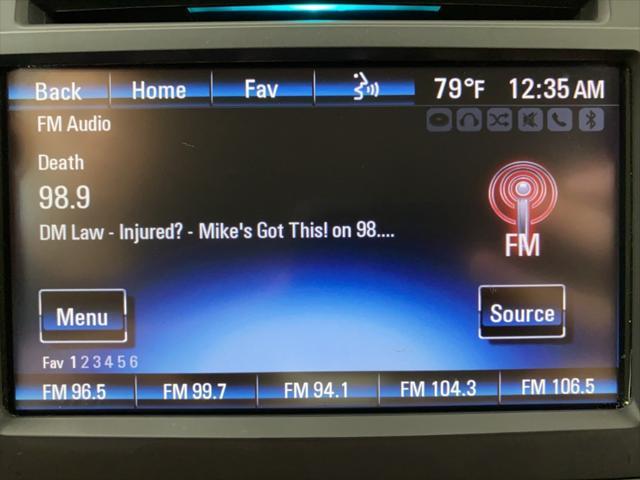 Back Home Fav 79°F 12:35 AM
FM Audio
Death
98.9
DM Law - Injured? - Mike's Got This! on 98....
FM
Menu Source
Fav 1 2 3 4 5 6
FM 96.5 FM 99.7 FM 94.1 FM 104.3 FM 106.5